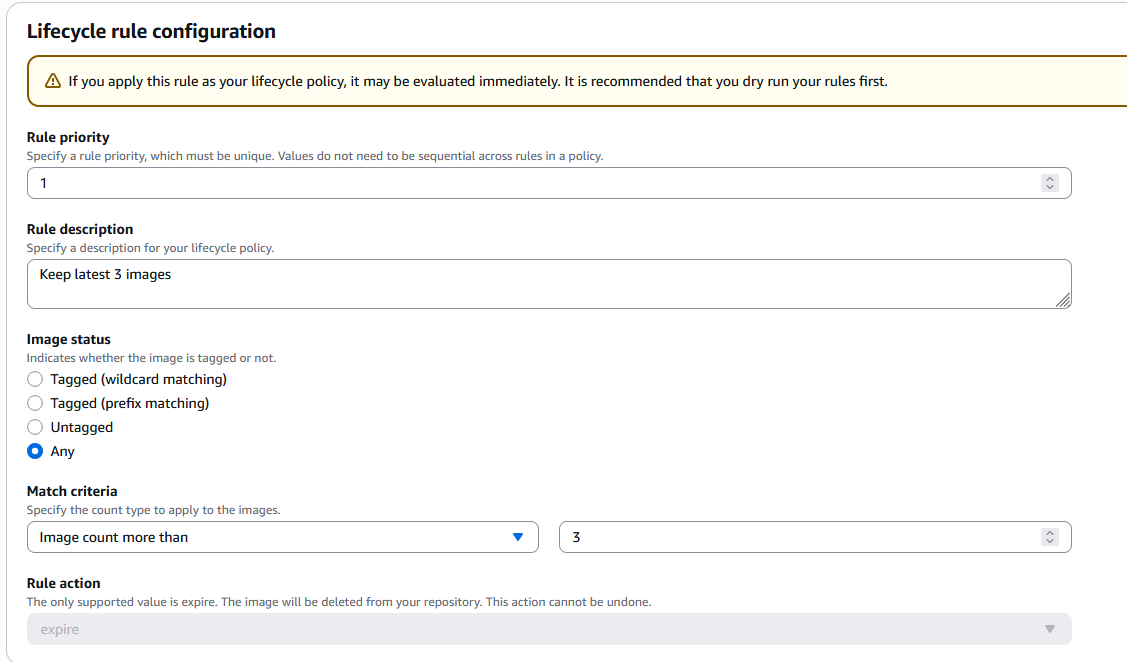 Lifecycle rule configuration
If you apply this rule as your lifecycle policy, it may be evaluated immediately. It is recommended that you dry run your rules first.
Rule priority
Specify a rule priority, which must be unique. Values do not need to be sequential across rules in a policy.
1
Rule description
Specify a description for your lifecycle policy.
Keep latest 3 images
Image status
Indicates whether the image is tagged or not.
Tagged (wildcard matching)
Tagged (prefix matching)
Untagged
Any
Match criteria
Specify the count type to apply to the images.
Image count more than 3
Rule action
The only supported value is expire. The image will be deleted from your repository. This action cannot be undone.
expire